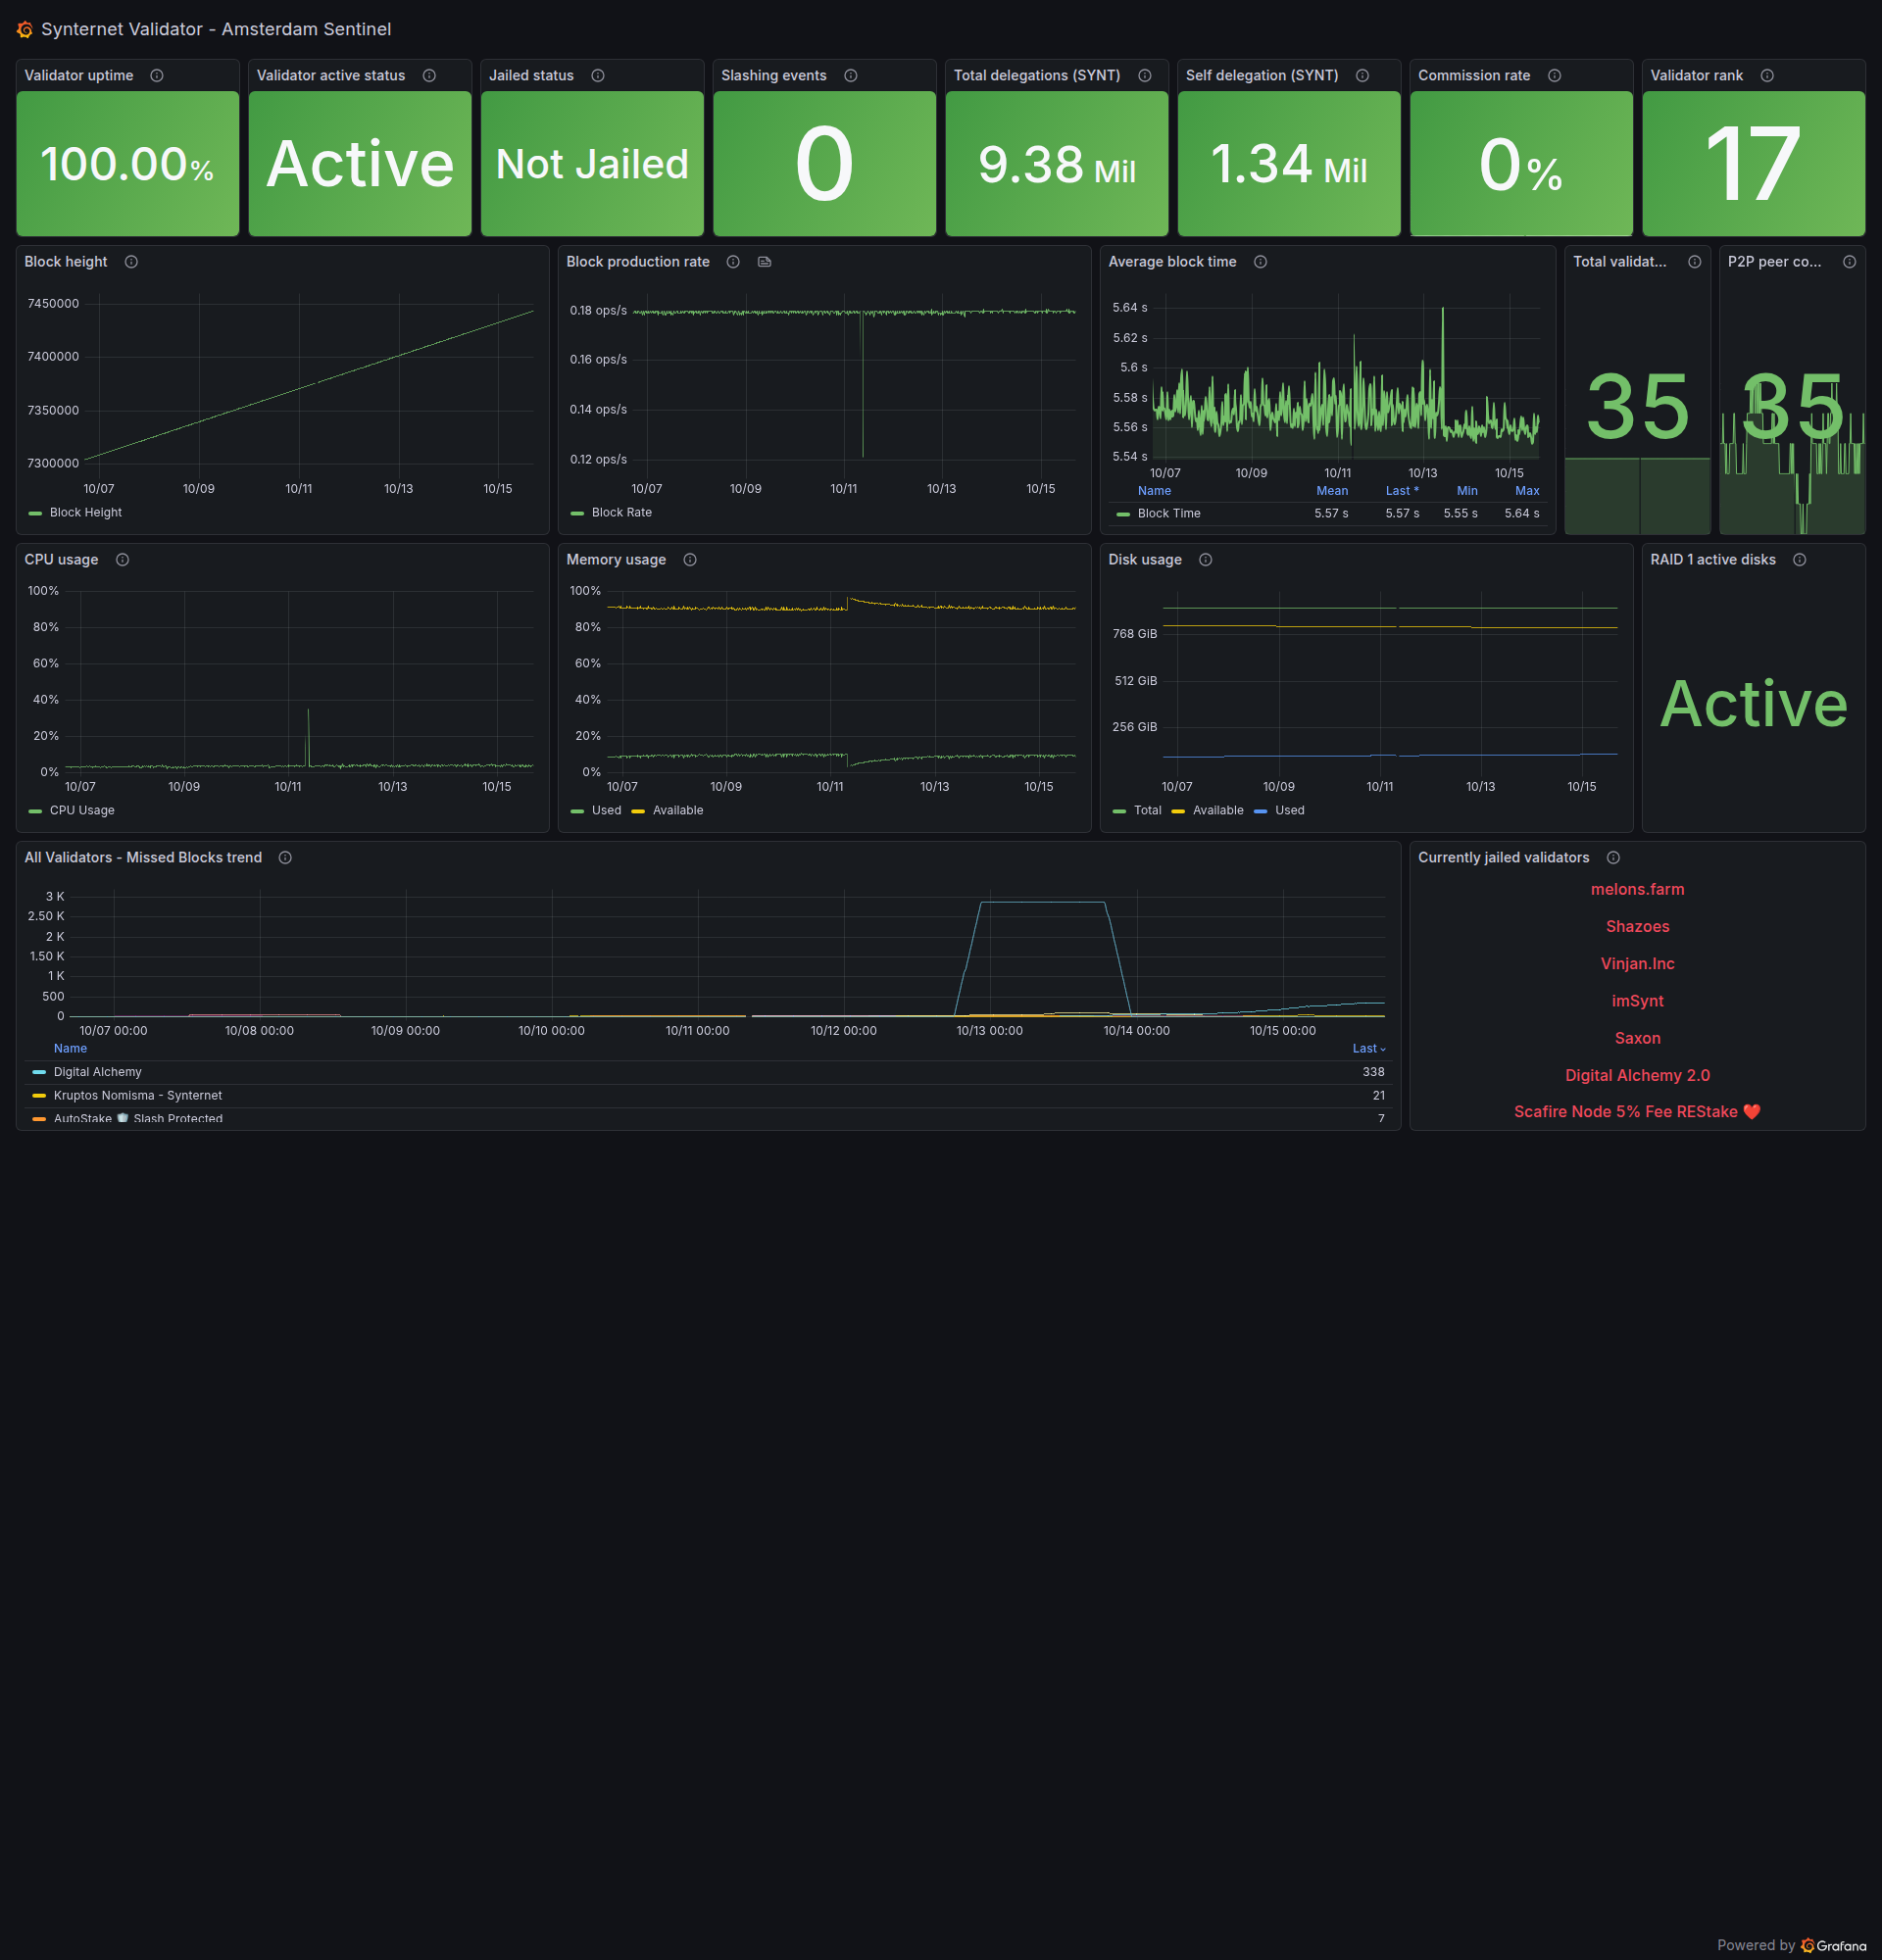 Synternet Validator - Amsterdam Sentinel
Validator uptime
100.00%
Validator active status
Active
Jailed status
Not Jailed
Slashing events
0
Total delegations (SYNT)
9.38 Mil
Self delegation (SYNT)
1.34 Mil
Commission rate
0%
Validator rank
17
Block height
7450000
7400000
7350000
7300000
10/07 10/09 10/11 10/13 10/15
Block Height
Block production rate
0.18 ops/s
0.16 ops/s
0.14 ops/s
0.12 ops/s
10/07 10/09 10/11 10/13 10/15
Block Rate
Average block time
5.64 s
5.62 s
5.6 s
5.58 s
5.56 s
5.54 s
10/07 10/09 10/11 10/13 10/15
Name Mean Last * Min Max
Block Time 5.57 s 5.57 s 5.55 s 5.64 s
Total validat...
35
P2P peer co...
35
CPU usage
100%
80%
60%
40%
20%
0%
10/07 10/09 10/11 10/13 10/15
CPU Usage
Memory usage
100%
80%
60%
40%
20%
0%
10/07 10/09 10/11 10/13 10/15
Used Available
Disk usage
768 GiB
512 GiB
256 GiB
10/07 10/09 10/11 10/13 10/15
Total Available Used
RAID 1 active disks
Active
All Validators - Missed Blocks trend
3 K
2.50 K
2 K
1.50 K
1 K
500
0
10/07 00:00 10/08 00:00 10/09 00:00 10/10 00:00 10/11 00:00 10/12 00:00 10/13 00:00 10/14 00:00 10/15 00:00
Name Last
Digital Alchemy 338
Kruptos Nomisma - Synternet 21
AutoStake 🛡️ Slash Protected 7
Currently jailed validators
melons.farm
Shazoes
Vinjan.Inc
imSynt
Saxon
Digital Alchemy 2.0
Scafire Node 5% Fee REStake ❤️
Powered by Grafana